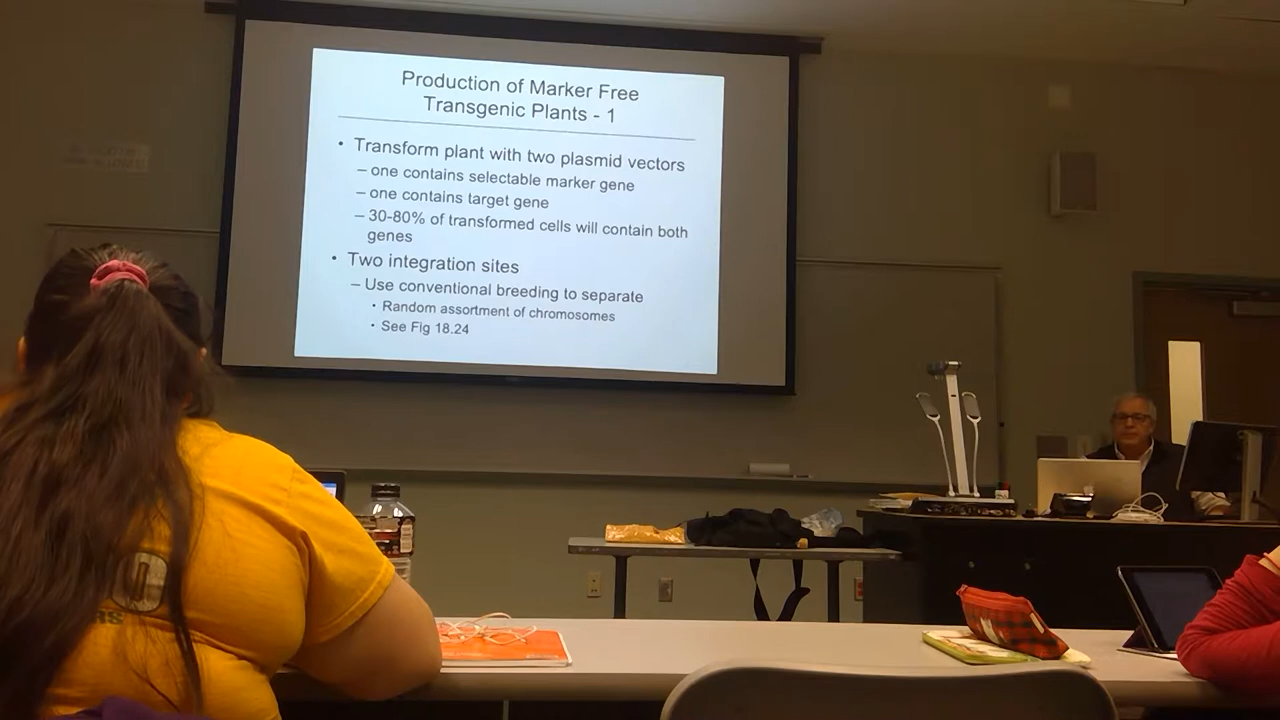 Production of Marker Free
Transgenic Plants - 1
• Transform plant with two plasmid vectors
– one contains selectable marker gene
– one contains target gene
– 30-80% of transformed cells will contain both
genes
• Two integration sites
– Use conventional breeding to separate
• Random assortment of chromosomes
• See Fig 18.24